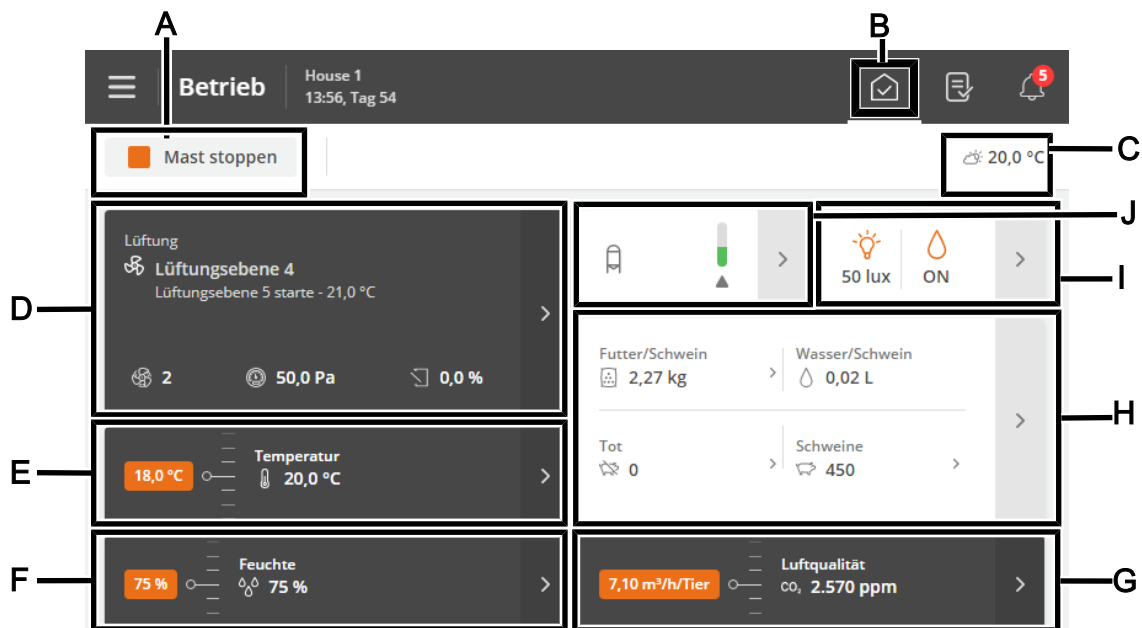 A
B
Betrieb
House 1
13:56, Tag 54
5
Mast stoppen
20,0 °C
C
J
Lüftung
Lüftungsebene 4
Lüftungsebene 5 starte - 21,0 °C
2
50,0 Pa
0,0 %
D
50 lux
ON
I
Futter/Schwein
2,27 kg
Wasser/Schwein
0,02 L
Tot
0
Schweine
450
H
E
18,0 °C
Temperatur
20,0 °C
F
75 %
Feuchte
75 %
7,10 m³/h/Tier
Luftqualität
CO₂ 2.570 ppm
G